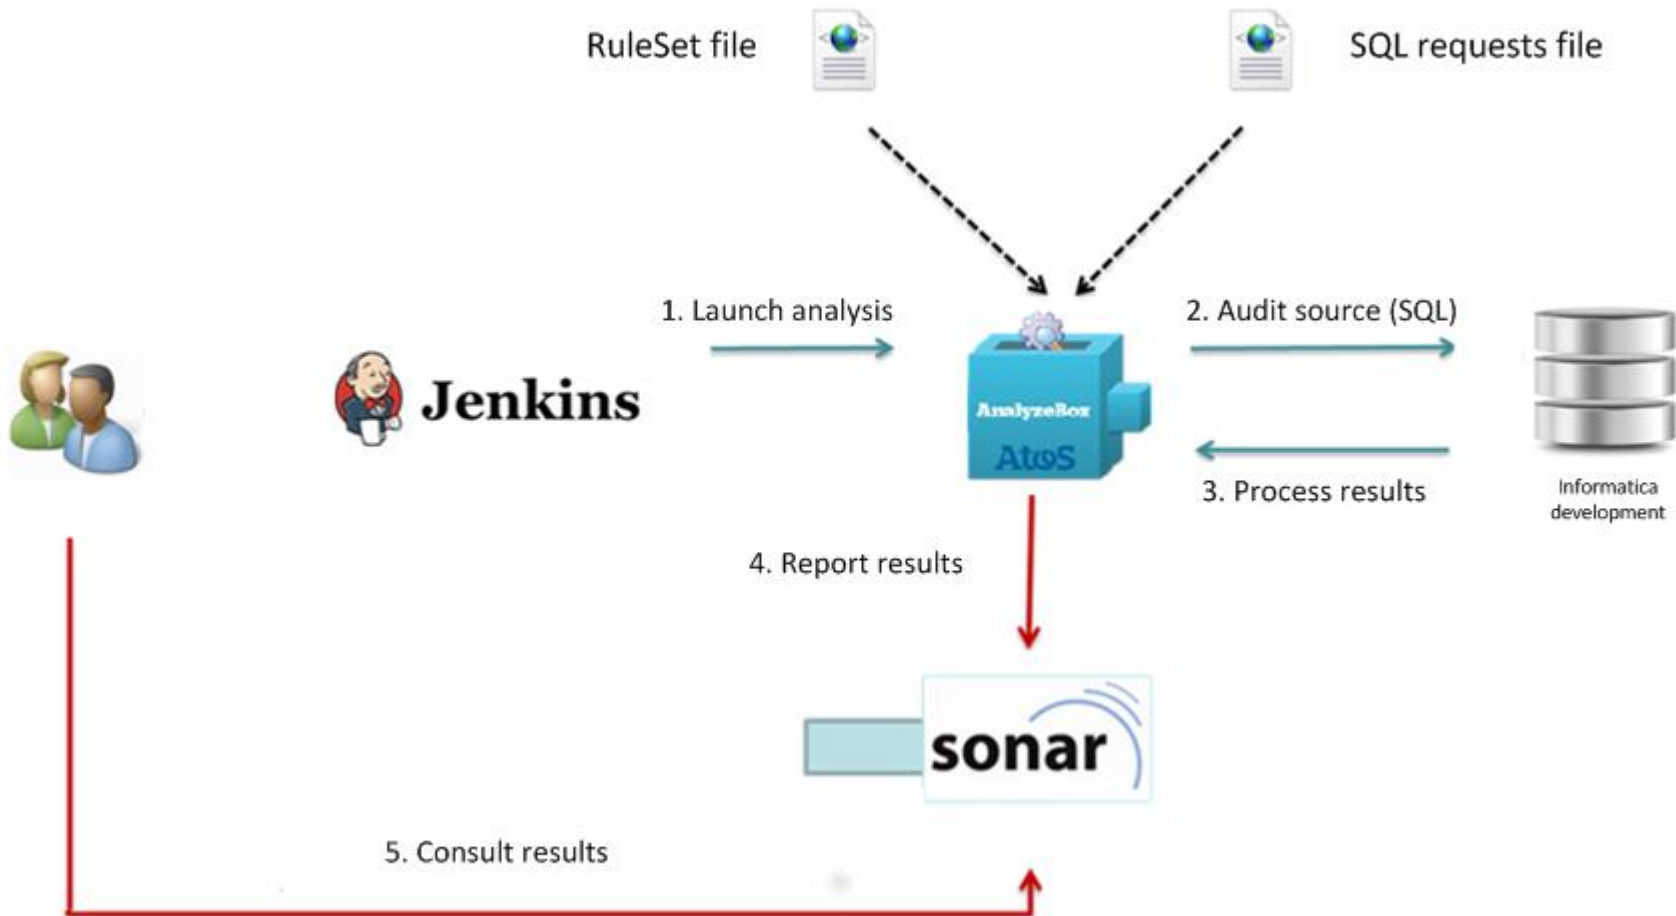 RuleSet file
SQL requests file
1. Launch analysis
2. Audit source (SQL)
Jenkins
AnalyzeBox
Atos
3. Process results
Informatica
development
4. Report results
sonar
5. Consult results